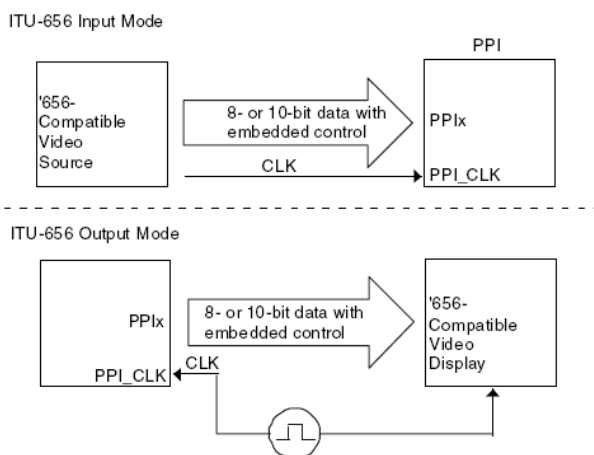 ITU-656 Input Mode
PPI
'656-
Compatible
Video
Source
8- or 10-bit data with
embedded control
CLK
PPIx
PPI_CLK
ITU-656 Output Mode
PPIx
PPI_CLK
8- or 10-bit data with
embedded control
CLK
'656-
Compatible
Video
Display